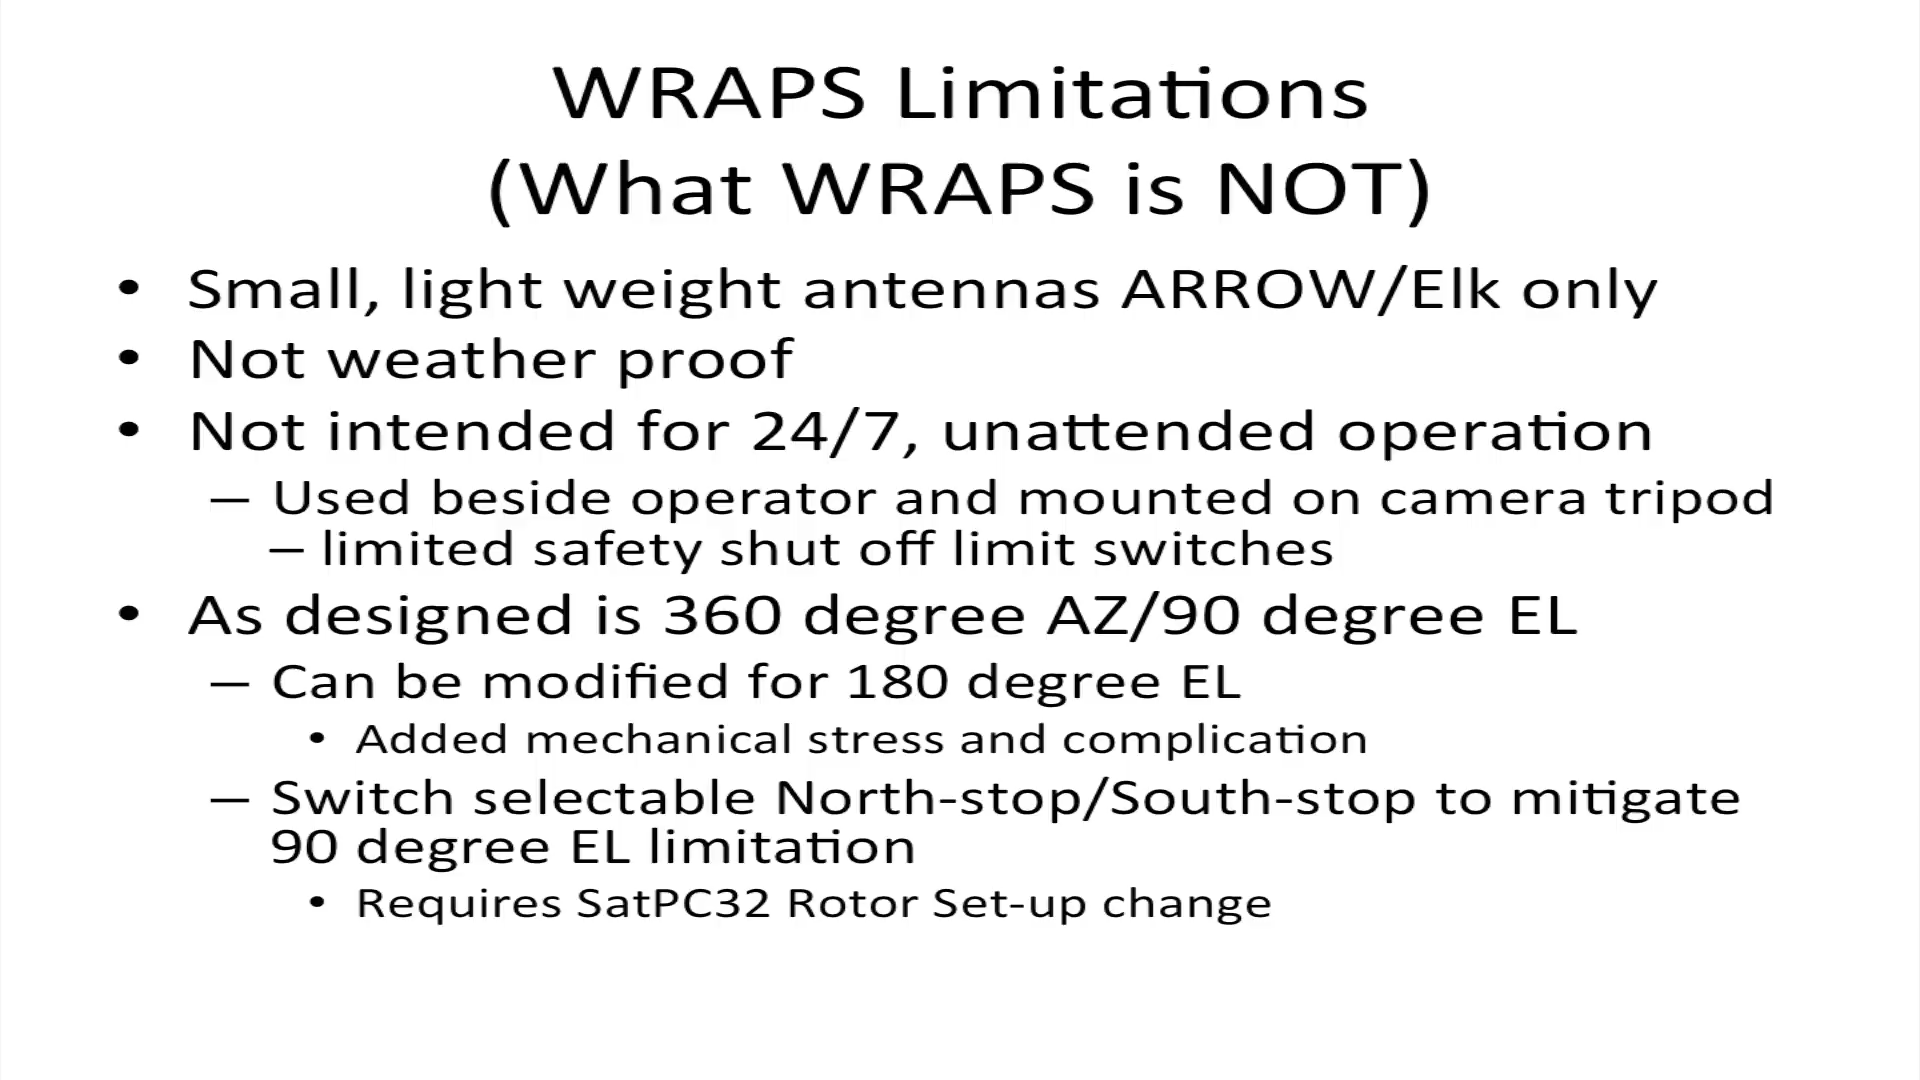 WRAPS Limitations
(What WRAPS is NOT)
• Small, light weight antennas ARROW/Elk only
• Not weather proof
• Not intended for 24/7, unattended operation
– Used beside operator and mounted on camera tripod
– limited safety shut off limit switches
• As designed is 360 degree AZ/90 degree EL
– Can be modified for 180 degree EL
• Added mechanical stress and complication
– Switch selectable North-stop/South-stop to mitigate
90 degree EL limitation
• Requires SatPC32 Rotor Set-up change